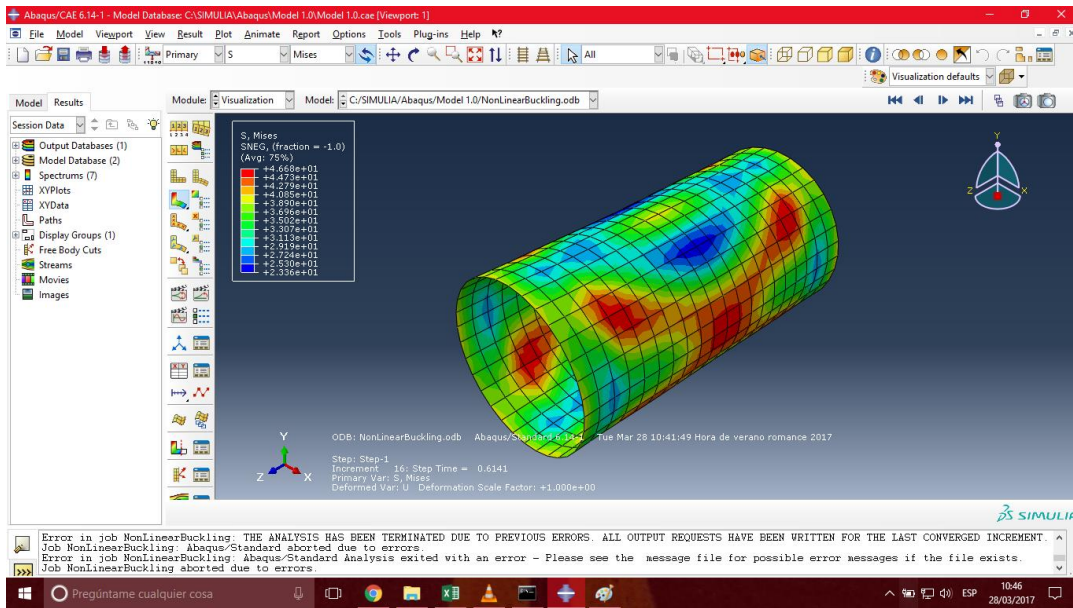 Abaqus/CAE 6.14-1 - Model Database: C:\SIMULIA\Abaqus\Model 1.0\Model 1.0.cae [Viewport: 1]
File Model Viewport View Result Plot Animate Report Options Tools Plug-ins Help
Primary S Mises All
Visualization defaults
Model Results
Module: Visualization Model: C:/SIMULIA/Abaqus/Model 1.0/NonLinearBuckling.odb
Session Data
Output Databases (1)
Model Database (2)
Spectrums (7)
XYPlots
XYData
Paths
Display Groups (1)
Free Body Cuts
Streams
Movies
Images
S, Mises
SNEG, (fraction = -1.0)
(Avg: 75%)
+4.668e+01
+4.473e+01
+4.279e+01
+4.085e+01
+3.890e+01
+3.696e+01
+3.502e+01
+3.307e+01
+3.113e+01
+2.919e+01
+2.724e+01
+2.530e+01
+2.336e+01
Y
Z
X
Y
Z
X
ODB: NonLinearBuckling.odb Abaqus/Standard 6.14-1 Tue Mar 28 10:41:49 Hora de verano romance 2017
Step: Step-1
Increment 16: Step Time = 0.6141
Primary Var: S, Mises
Deformed Var: U Deformation Scale Factor: +1.000e+00
SIMULIA
Error in job NonLinearBuckling: THE ANALYSIS HAS BEEN TERMINATED DUE TO PREVIOUS ERRORS. ALL OUTPUT REQUESTS HAVE BEEN WRITTEN FOR THE LAST CONVERGED INCREMENT.
Job NonLinearBuckling: Abaqus/Standard aborted due to errors.
Error in job NonLinearBuckling: Abaqus/Standard Analysis exited with an error - Please see the message file for possible error messages if the file exists.
Job NonLinearBuckling aborted due to errors.
Pregúntame cualquier cosa
ESP
10:46
28/03/2017